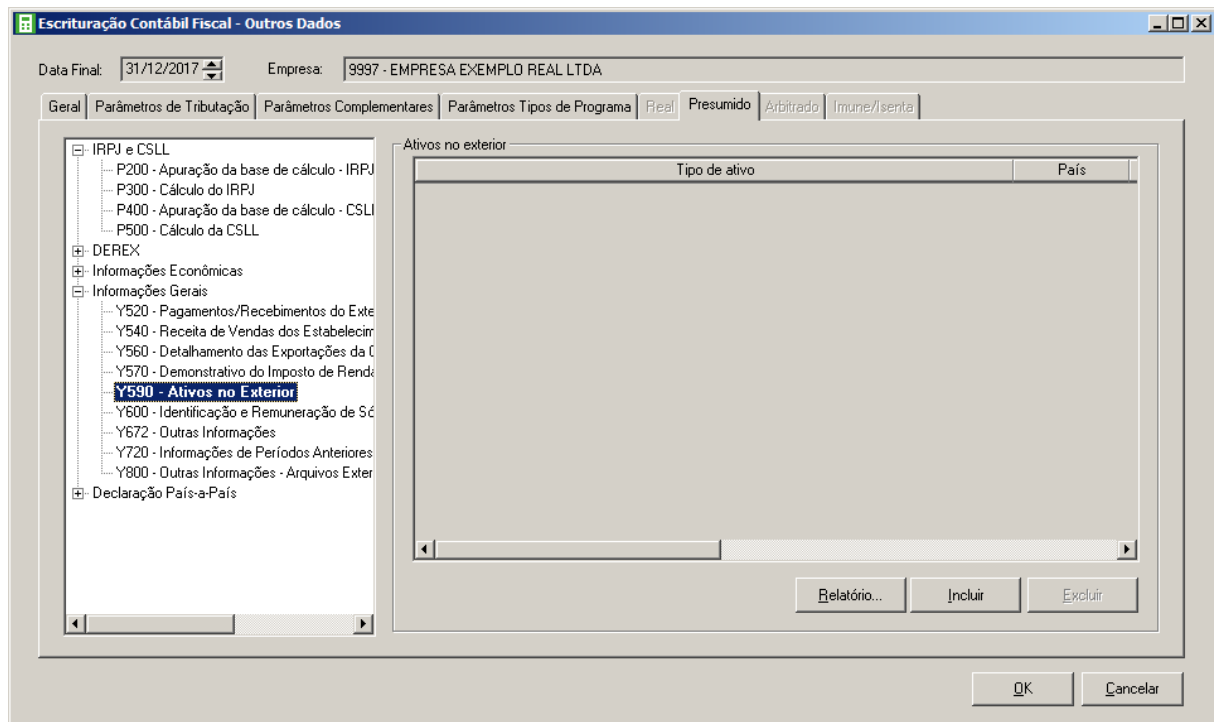 Escrituração Contábil Fiscal - Outros Dados
Data Final: 31/12/2017 Empresa: 9997 - EMPRESA EXEMPLO REAL LTDA
Geral Parâmetros de Tributação Parâmetros Complementares Parâmetros Tipos de Programa Real Presumido Arbitrado Imune/Isenta
IRPJ e CSLL
P200 - Apuração da base de cálculo - IRPJ
P300 - Cálculo do IRPJ
P400 - Apuração da base de cálculo - CSLL
P500 - Cálculo da CSLL
DEREX
Informações Econômicas
Informações Gerais
Y520 - Pagamentos/Recebimentos do Exte
Y540 - Receita de Vendas dos Estabelecim
Y560 - Detalhamento das Exportações da C
Y570 - Demonstrativo do Imposto de Renda
Y590 - Ativos no Exterior
Y600 - Identificação e Remuneração de Só
Y672 - Outras Informações
Y720 - Informações de Períodos Anteriores
Y800 - Outras Informações - Arquivos Exter
Declaração País-a-País
Ativos no exterior
Tipo de ativo País
Relatório... Incluir Excluir
OK Cancelar